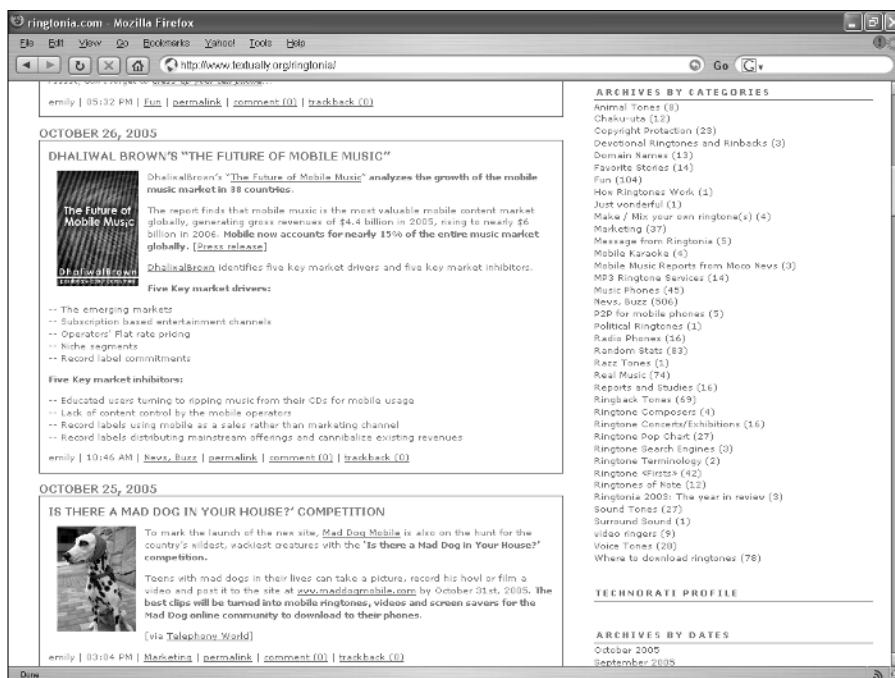 ringtonia.com - Mozilla Firefox
File Edit View Go Bookmarks Yahoo! Tools Help
http://www.textually.org/ringtonia/
Go
emily | 05:32 PM | Fun | permalink | comment (0) | trackback (0)
OCTOBER 26, 2005
DHALIWAL BROWN'S "THE FUTURE OF MOBILE MUSIC"
The Future of
Mobile Music
DhaliwalBrown
DhaliwalBrown's "The Future of Mobile Music" analyzes the growth of the mobile
music market in 38 countries.
The report finds that mobile music is the most valuable mobile content market
globally, generating gross revenues of $4.4 billion in 2005, rising to nearly $6
billion in 2006. Mobile now accounts for nearly 15% of the entire music market
globally. [Press release]
DhaliwalBrown identifies five key market drivers and five key market inhibitors.
Five Key market drivers:
-- The emerging markets
-- Subscription based entertainment channels
-- Operators' Flat rate pricing
-- Niche segments
-- Record label commitments
Five Key market inhibitors:
-- Educated users turning to ripping music from their CDs for mobile usage
-- Lack of content control by the mobile operators
-- Record labels using mobile as a sales rather than marketing channel
-- Record labels distributing mainstream offerings and cannibalize existing revenues
emily | 10:46 AM | News, Buzz | permalink | comment (0) | trackback (0)
OCTOBER 25, 2005
IS THERE A MAD DOG IN YOUR HOUSE?' COMPETITION
To mark the launch of the new site, Mad Dog Mobile is also on the hunt for the
country's wildest, wackiest creatures with the 'Is there a Mad Dog in Your House?'
competition.
Teens with mad dogs in their lives can take a picture, record his howl or film a
video and post it to the site at www.maddogmobile.com by October 31st, 2005. The
best clips will be turned into mobile ringtones, videos and screen savers for the
Mad Dog online community to download to their phones.
[via Telephony World]
emily | 03:04 PM | Marketing | permalink | comment (0) | trackback (0)
ARCHIVES BY CATEGORIES
Animal Tones (8)
Chaku-uta (12)
Copyright Protection (23)
Devotional Ringtones and Rinbacks (3)
Domain Names (13)
Favorite Stories (14)
Fun (104)
How Ringtones Work (1)
Just wonderful (1)
Make / Mix your own ringtone(s) (4)
Marketing (37)
Message from Ringtonia (5)
Mobile Karaoke (4)
Mobile Music Reports from Moco News (3)
MP3 Ringtone Services (14)
Music Phones (45)
News, Buzz (506)
P2P for mobile phones (5)
Political Ringtones (1)
Radio Phones (16)
Random Stats (83)
Razz Tones (1)
Real Music (74)
Reports and Studies (16)
Ringback Tones (69)
Ringtone Composers (4)
Ringtone Concerts/Exhibitions (16)
Ringtone Pop Chart (27)
Ringtone Search Engines (3)
Ringtone Terminology (2)
Ringtone «Firsts» (42)
Ringtones of Note (12)
Ringtonia 2003: The year in review (3)
Sound Tones (27)
Surround Sound (1)
video ringers (9)
Voice Tones (28)
Where to download ringtones (78)
TECHNORATI PROFILE
ARCHIVES BY DATES
October 2005
September 2005
Done